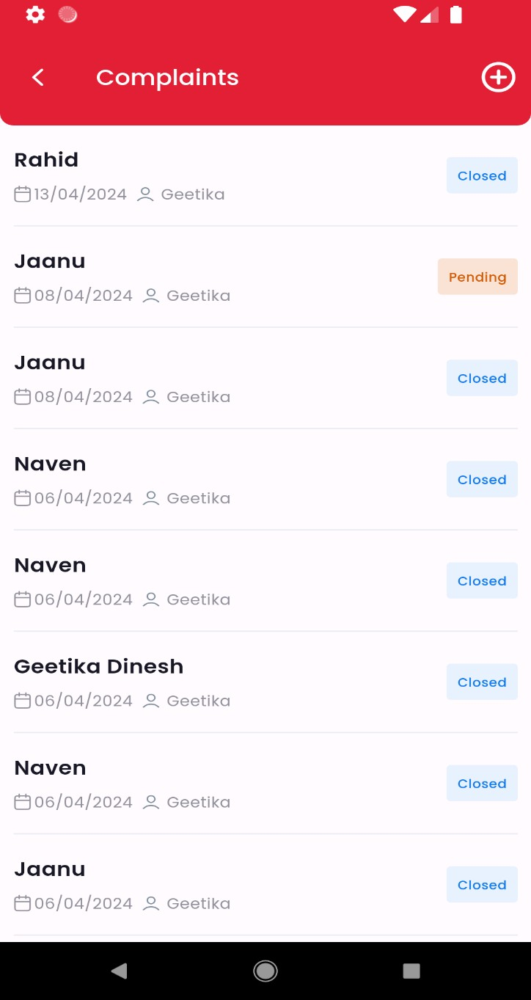 Complaints
Rahid
Closed
13/04/2024 Geetika
Jaanu
Pending
08/04/2024 Geetika
Jaanu
Closed
08/04/2024 Geetika
Naven
Closed
06/04/2024 Geetika
Naven
Closed
06/04/2024 Geetika
Geetika Dinesh
Closed
06/04/2024 Geetika
Naven
Closed
06/04/2024 Geetika
Jaanu
Closed
06/04/2024 Geetika